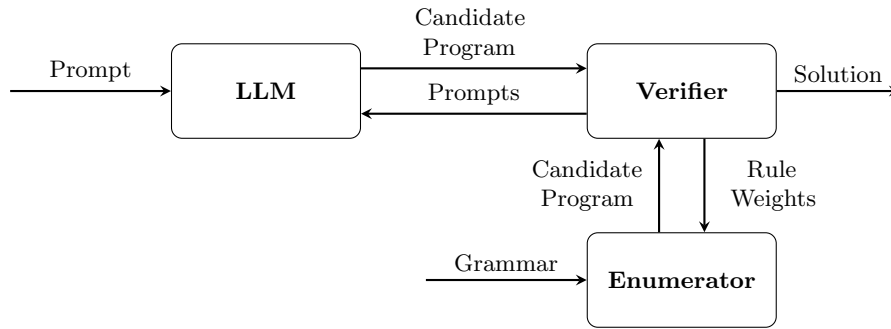 Candidate
Program
Prompt
LLM
Prompts
Verifier
Solution
Candidate
Program
Rule
Weights
Grammar
Enumerator